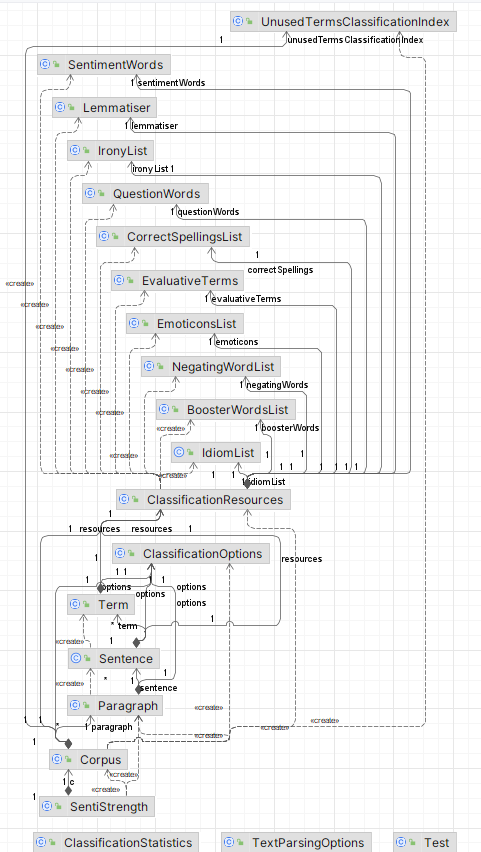 UnusedTermsClassificationIndex
1 unusedTermsClassificationIndex
SentimentWords
1 sentimentWords
Lemmatiser
1 lemmatiser
IronyList
ironyList 1
QuestionWords
1 questionWords
CorrectSpellingsList
1
correctSpellings
«create»
EvaluativeTerms
1 evaluativeTerms
«create»
EmoticonsList
«create»
1 emoticons
«create»
NegatingWordList
«create»
1 negatingWords
«create»
BoosterWordsList
«create»
1 boosterWords
«create»
IdiomList
1 1
1 1 1 1 1
«create»
1 idiomList
ClassificationResources
1
1 resources resources 1
ClassificationOptions
1 resources
1 1 1
1 options 1 options
options
Term
* term 1
«create» 1
Sentence
1 1
«create» *
sentence
Paragraph
«create»
1 1 * 1 paragraph
«create» «create»
1 «create»
Corpus
«create»
1 c
«create»
1
SentiStrength
ClassificationStatistics TextParsingOptions Test